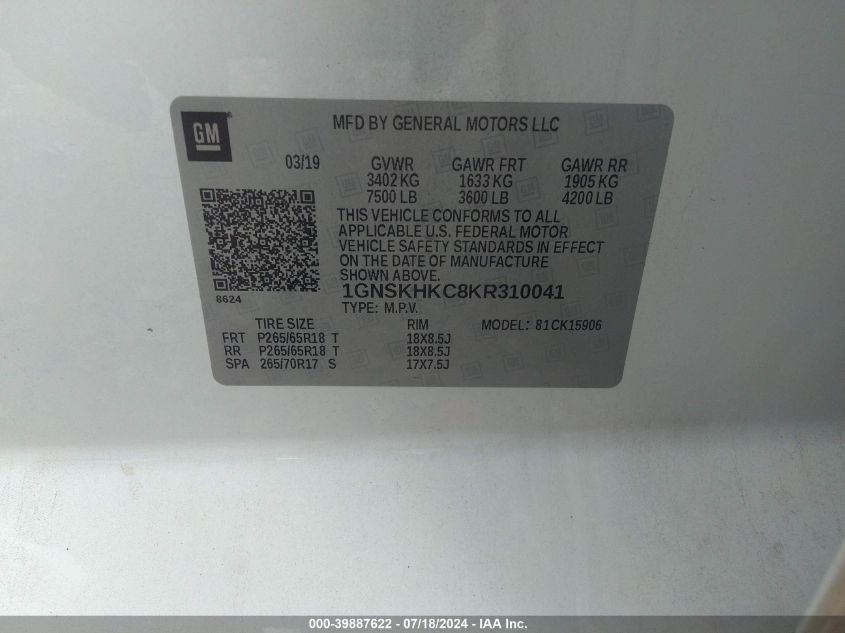 GM
MFD BY GENERAL MOTORS LLC
03/19 GVWR GAWR FRT GAWR RR
3402 KG 1633 KG 1905 KG
7500 LB 3600 LB 4200 LB
THIS VEHICLE CONFORMS TO ALL
APPLICABLE U.S. FEDERAL MOTOR
VEHICLE SAFETY STANDARDS IN EFFECT
ON THE DATE OF MANUFACTURE
SHOWN ABOVE.
8624
1GNSKHKC8KR310041
TYPE: M.P.V.
TIRE SIZE RIM MODEL: 81CK15906
FRT P265/65R18 T 18X8.5J
RR P265/65R18 T 18X8.5J
SPA 265/70R17 S 17X7.5J
000-39887622 - 07/18/2024 - IAA Inc.